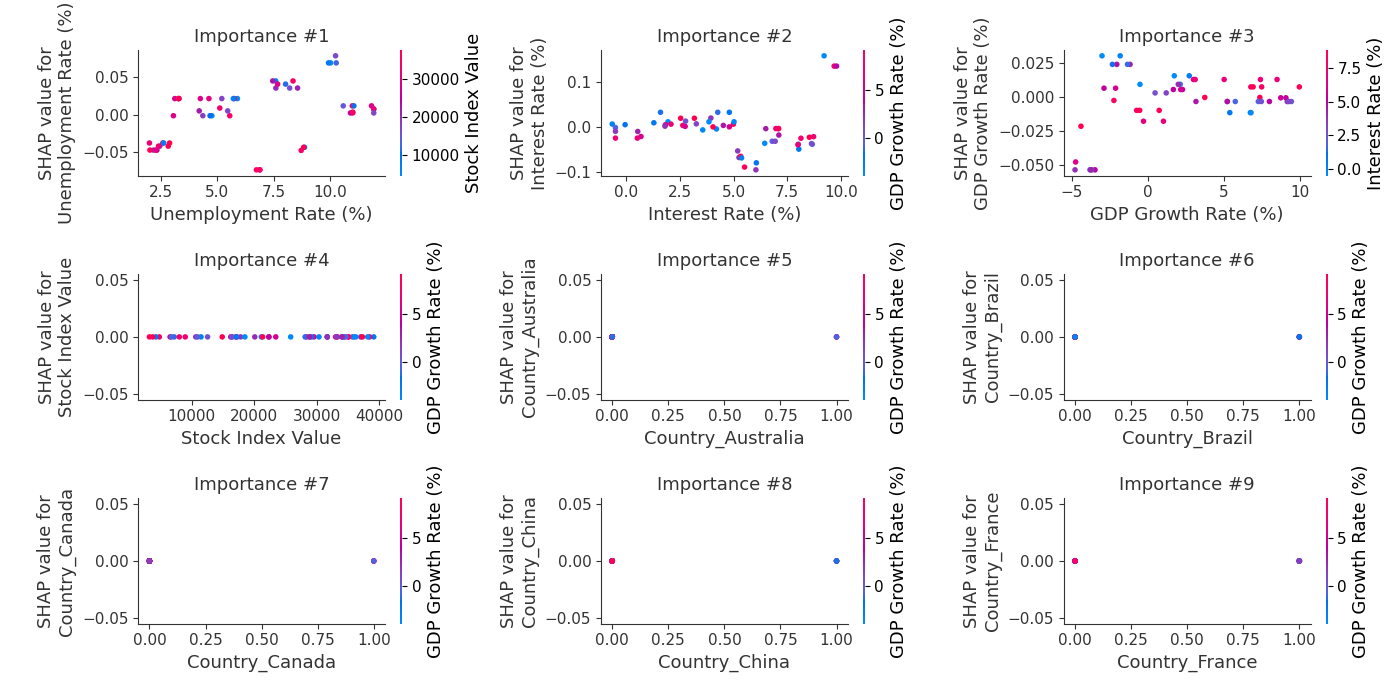 Importance #1
SHAP value for
Unemployment Rate (%)
0.05
0.00
−0.05
2.5 5.0 7.5 10.0
Unemployment Rate (%)
30000
20000
10000
Stock Index Value
Importance #2
SHAP value for
Interest Rate (%)
0.1
0.0
−0.1
0.0 2.5 5.0 7.5 10.0
Interest Rate (%)
5
0
GDP Growth Rate (%)
Importance #3
SHAP value for
GDP Growth Rate (%)
0.025
0.000
−0.025
−0.050
−5 0 5 10
GDP Growth Rate (%)
7.5
5.0
2.5
0.0
Interest Rate (%)
Importance #4
SHAP value for
Stock Index Value
0.05
0.00
−0.05
10000 20000 30000 40000
Stock Index Value
5
0
GDP Growth Rate (%)
Importance #5
SHAP value for
Country_Australia
0.05
0.00
−0.05
0.00 0.25 0.50 0.75 1.00
Country_Australia
5
0
GDP Growth Rate (%)
Importance #6
SHAP value for
Country_Brazil
0.05
0.00
−0.05
0.00 0.25 0.50 0.75 1.00
Country_Brazil
5
0
GDP Growth Rate (%)
Importance #7
SHAP value for
Country_Canada
0.05
0.00
−0.05
0.00 0.25 0.50 0.75 1.00
Country_Canada
5
0
GDP Growth Rate (%)
Importance #8
SHAP value for
Country_China
0.05
0.00
−0.05
0.00 0.25 0.50 0.75 1.00
Country_China
5
0
GDP Growth Rate (%)
Importance #9
SHAP value for
Country_France
0.05
0.00
−0.05
0.00 0.25 0.50 0.75 1.00
Country_France
5
0
GDP Growth Rate (%)